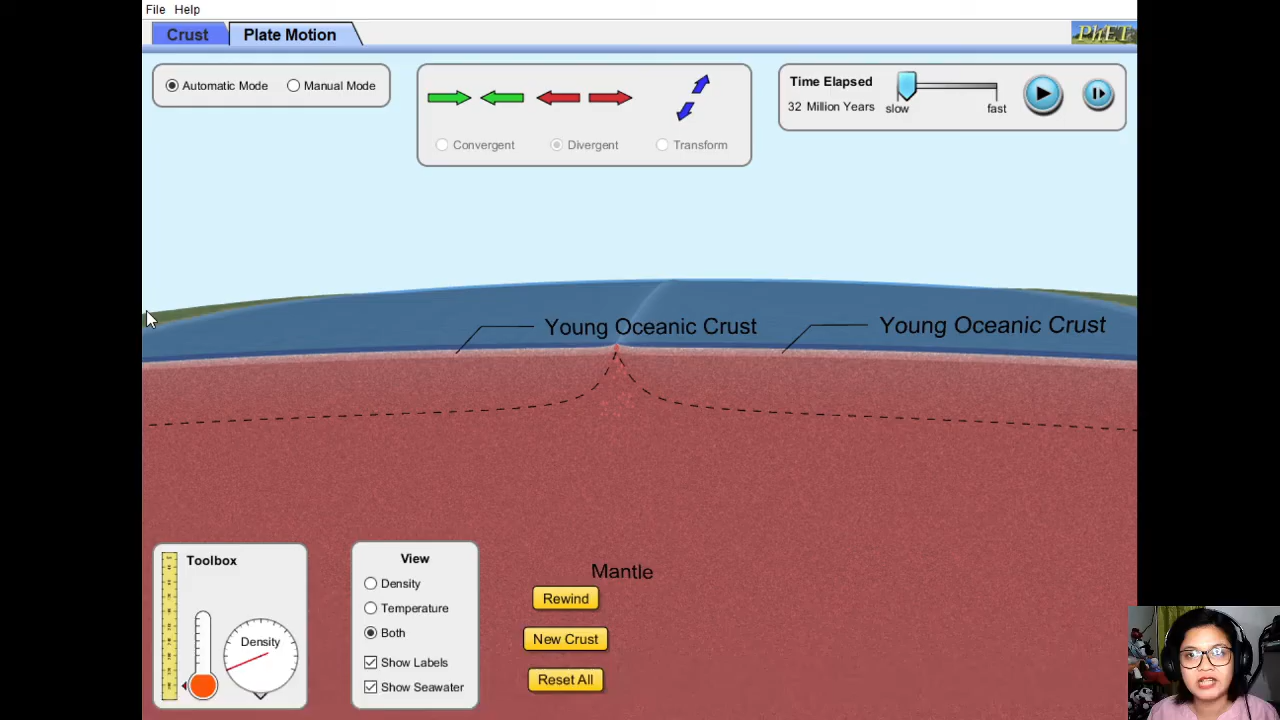 File Help
Crust Plate Motion
PhET
Automatic Mode Manual Mode
Convergent Divergent Transform
Time Elapsed
32 Million Years
slow fast
Young Oceanic Crust Young Oceanic Crust
Mantle
Toolbox
Density
View
Density
Temperature
Both
Show Labels
Show Seawater
Rewind
New Crust
Reset All